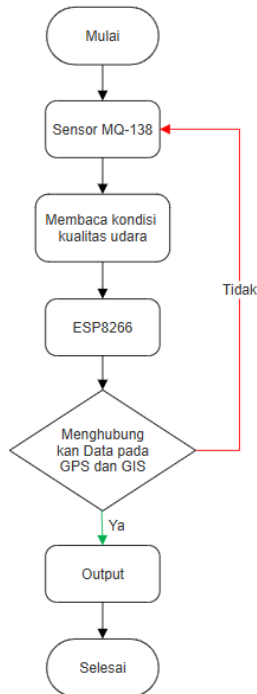 Mulai
Sensor MQ-138
Membaca kondisi
kualitas udara
Tidak
ESP8266
Menghubung
kan Data pada
GPS dan GIS
Ya
Output
Selesai